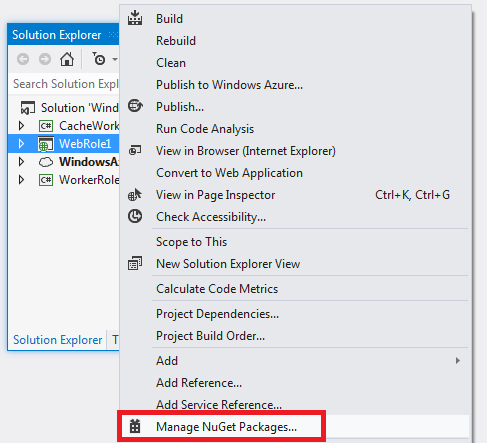 Solution Explorer
Search Solution Expl
Solution 'Wind
C# CacheWork
WebRole1
WindowsAz
C# WorkerRole
Solution Explorer T
Build
Rebuild
Clean
Publish to Windows Azure...
Publish...
Run Code Analysis
View in Browser (Internet Explorer)
Convert to Web Application
View in Page Inspector Ctrl+K, Ctrl+G
Check Accessibility...
Scope to This
New Solution Explorer View
Calculate Code Metrics
Project Dependencies...
Project Build Order...
Add
Add Reference...
Add Service Reference...
Manage NuGet Packages...